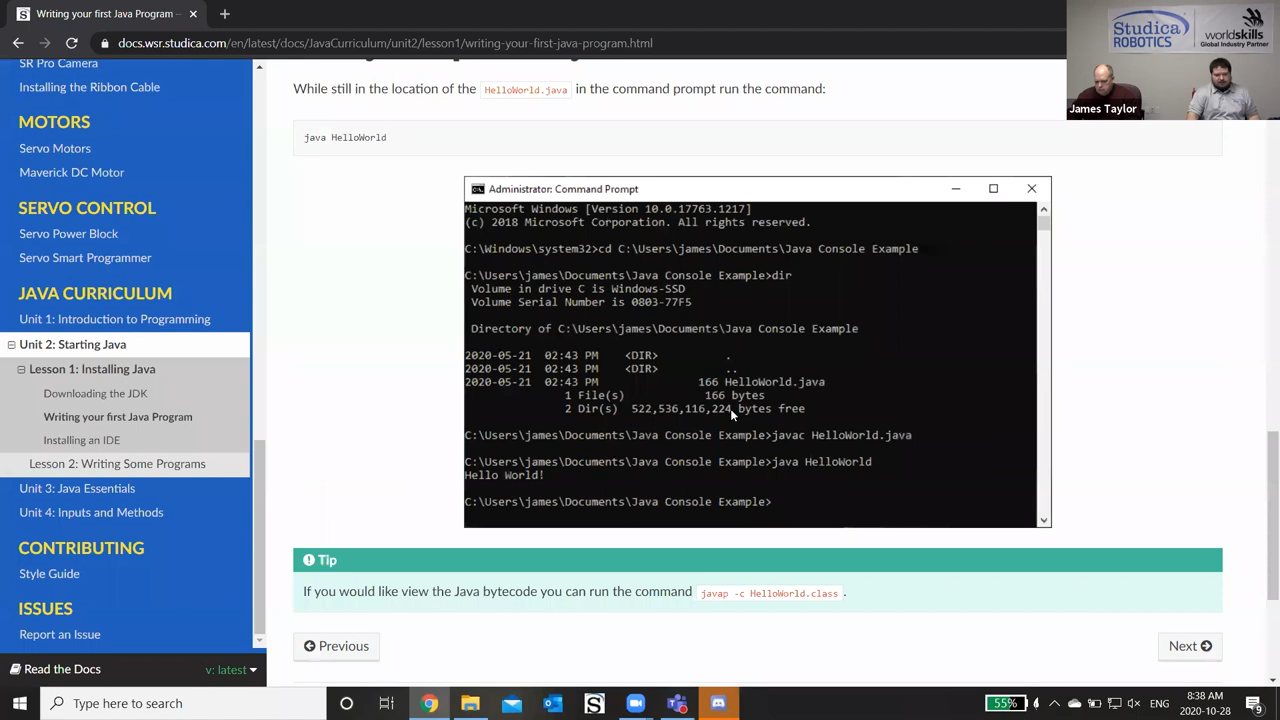 Writing your first Java Program —
docs.wsr.studica.com/en/latest/docs/JavaCurriculum/unit2/lesson1/writing-your-first-java-program.html
Studica
ROBOTICS
worldskills
Global Industry Partner
James Taylor
SR Pro Camera
Installing the Ribbon Cable
MOTORS
Servo Motors
Maverick DC Motor
SERVO CONTROL
Servo Power Block
Servo Smart Programmer
JAVA CURRICULUM
Unit 1: Introduction to Programming
Unit 2: Starting Java
Lesson 1: Installing Java
Downloading the JDK
Writing your first Java Program
Installing an IDE
Lesson 2: Writing Some Programs
Unit 3: Java Essentials
Unit 4: Inputs and Methods
CONTRIBUTING
Style Guide
ISSUES
Report an Issue
Read the Docs
v: latest
While still in the location of the HelloWorld.java in the command prompt run the command:
java HelloWorld
Administrator: Command Prompt
Microsoft Windows [Version 10.0.17763.1217]
(c) 2018 Microsoft Corporation. All rights reserved.
C:\Windows\system32>cd C:\Users\james\Documents\Java Console Example
C:\Users\james\Documents\Java Console Example>dir
Volume in drive C is Windows-SSD
Volume Serial Number is 0803-77F5
Directory of C:\Users\james\Documents\Java Console Example
2020-05-21 02:43 PM <DIR> .
2020-05-21 02:43 PM <DIR> ..
2020-05-21 02:43 PM 166 HelloWorld.java
1 File(s) 166 bytes
2 Dir(s) 522,536,116,224 bytes free
C:\Users\james\Documents\Java Console Example>javac HelloWorld.java
C:\Users\james\Documents\Java Console Example>java HelloWorld
Hello World!
C:\Users\james\Documents\Java Console Example>
Tip
If you would like view the Java bytecode you can run the command javap -c HelloWorld.class.
Previous
Next
Type here to search
55%
8:38 AM
2020-10-28
9